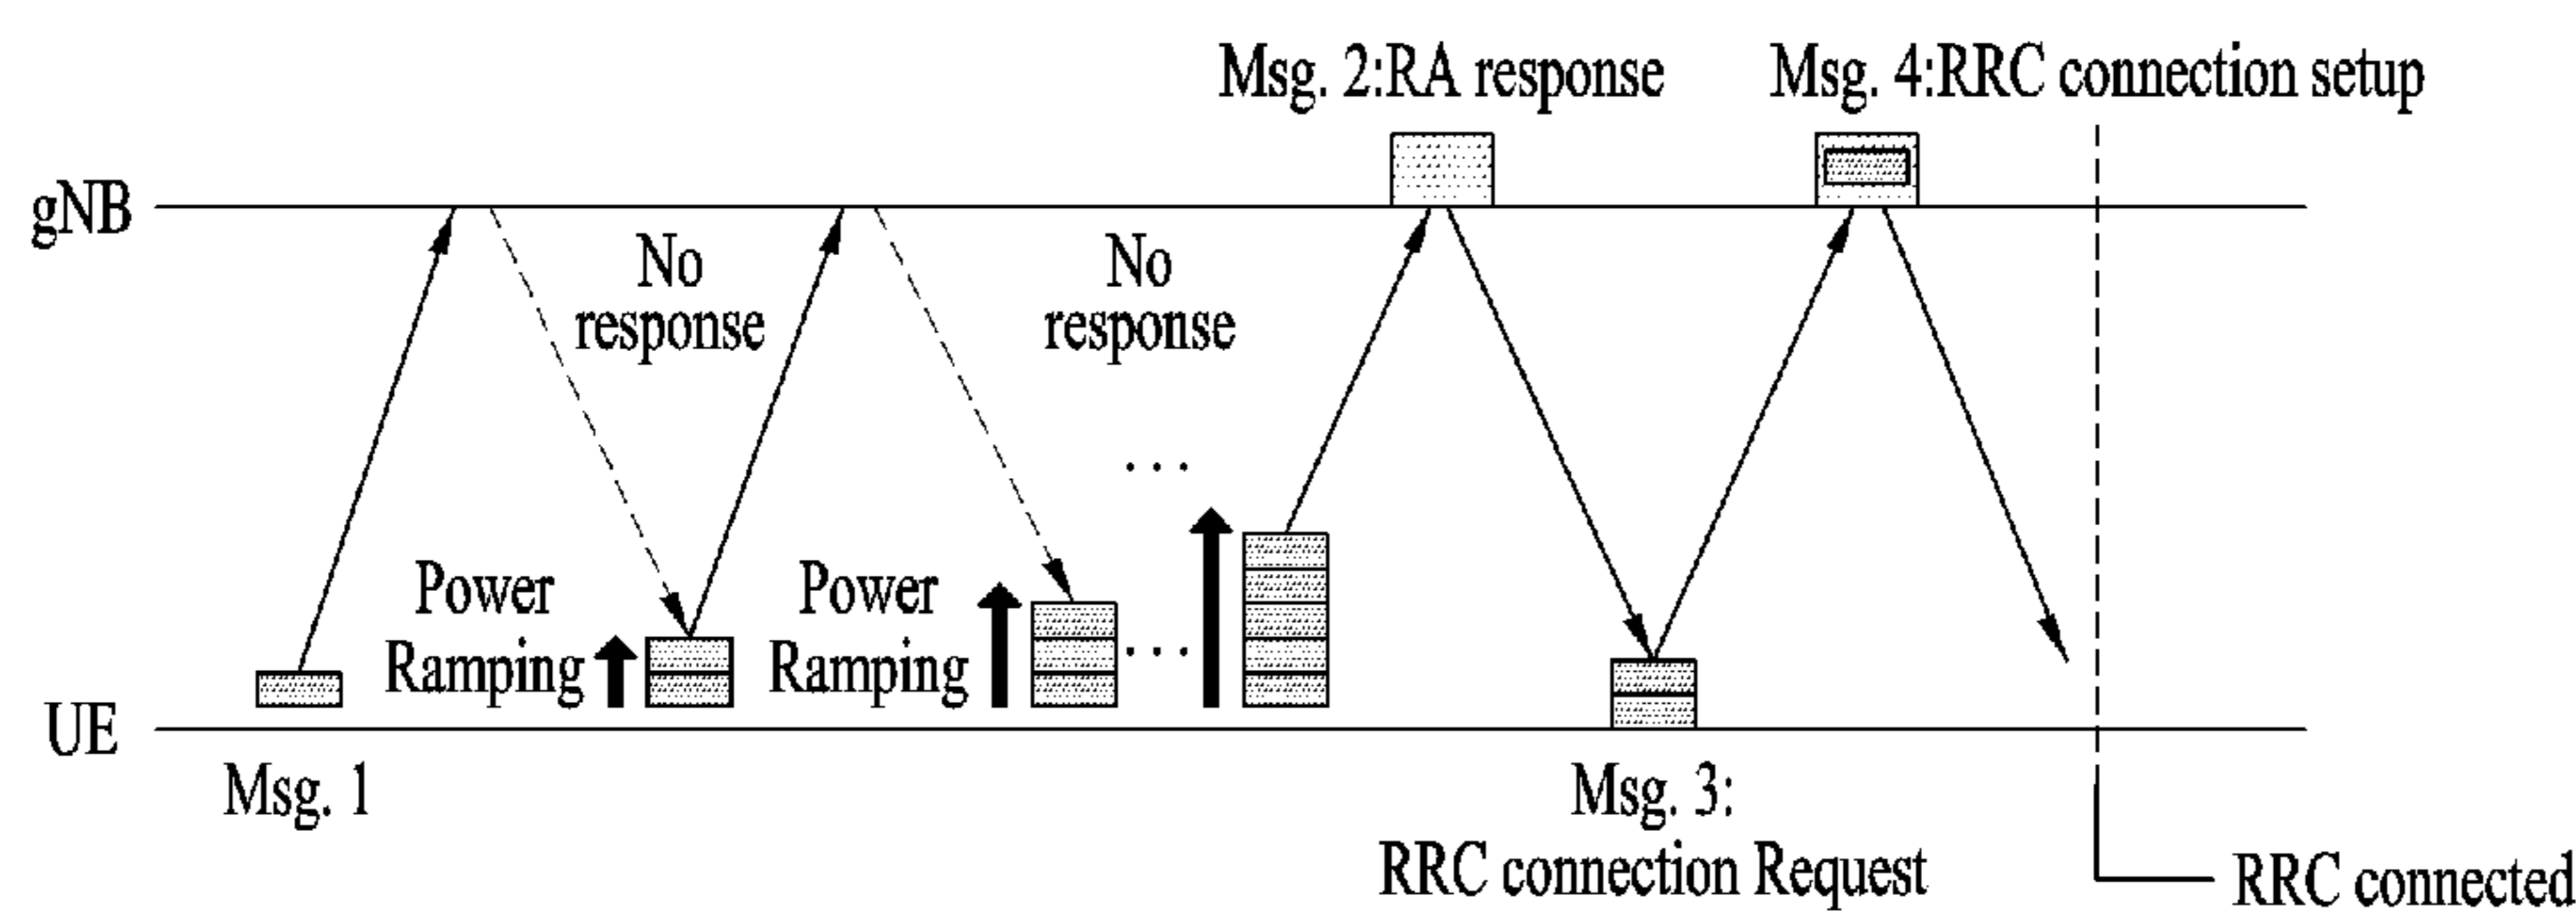 Msg. 2:RA response
Msg. 4:RRC connection setup
gNB
No
response
No
response
...
Power
Ramping
Power
Ramping
...
UE
Msg. 1
Msg. 3:
RRC connection Request
RRC connected